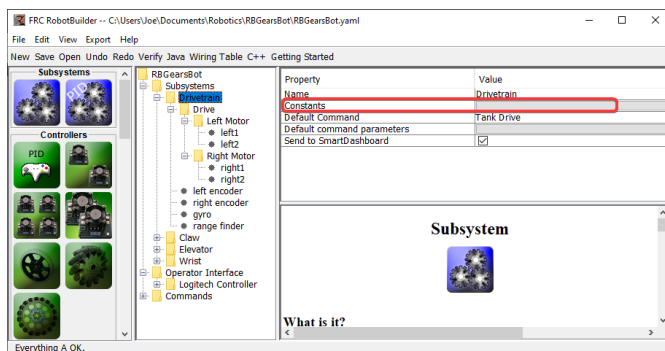 FRC RobotBuilder -- C:\Users\Joe\Documents\Robotics\RBGearsBot\RBGearsBot.yaml
File Edit View Export Help
New Save Open Undo Redo Verify Java Wiring Table C++ Getting Started
Subsystems
PID
Controllers
PID
RBGearsBot
Subsystems
Drivetrain
Drive
Left Motor
left1
left2
Right Motor
right1
right2
left encoder
right encoder
gyro
range finder
Claw
Elevator
Wrist
Operator Interface
Logitech Controller
Commands
Property Value
Name Drivetrain
Constants
Default Command Tank Drive
Default command parameters
Send to SmartDashboard
Subsystem
What is it?
Everything A OK.